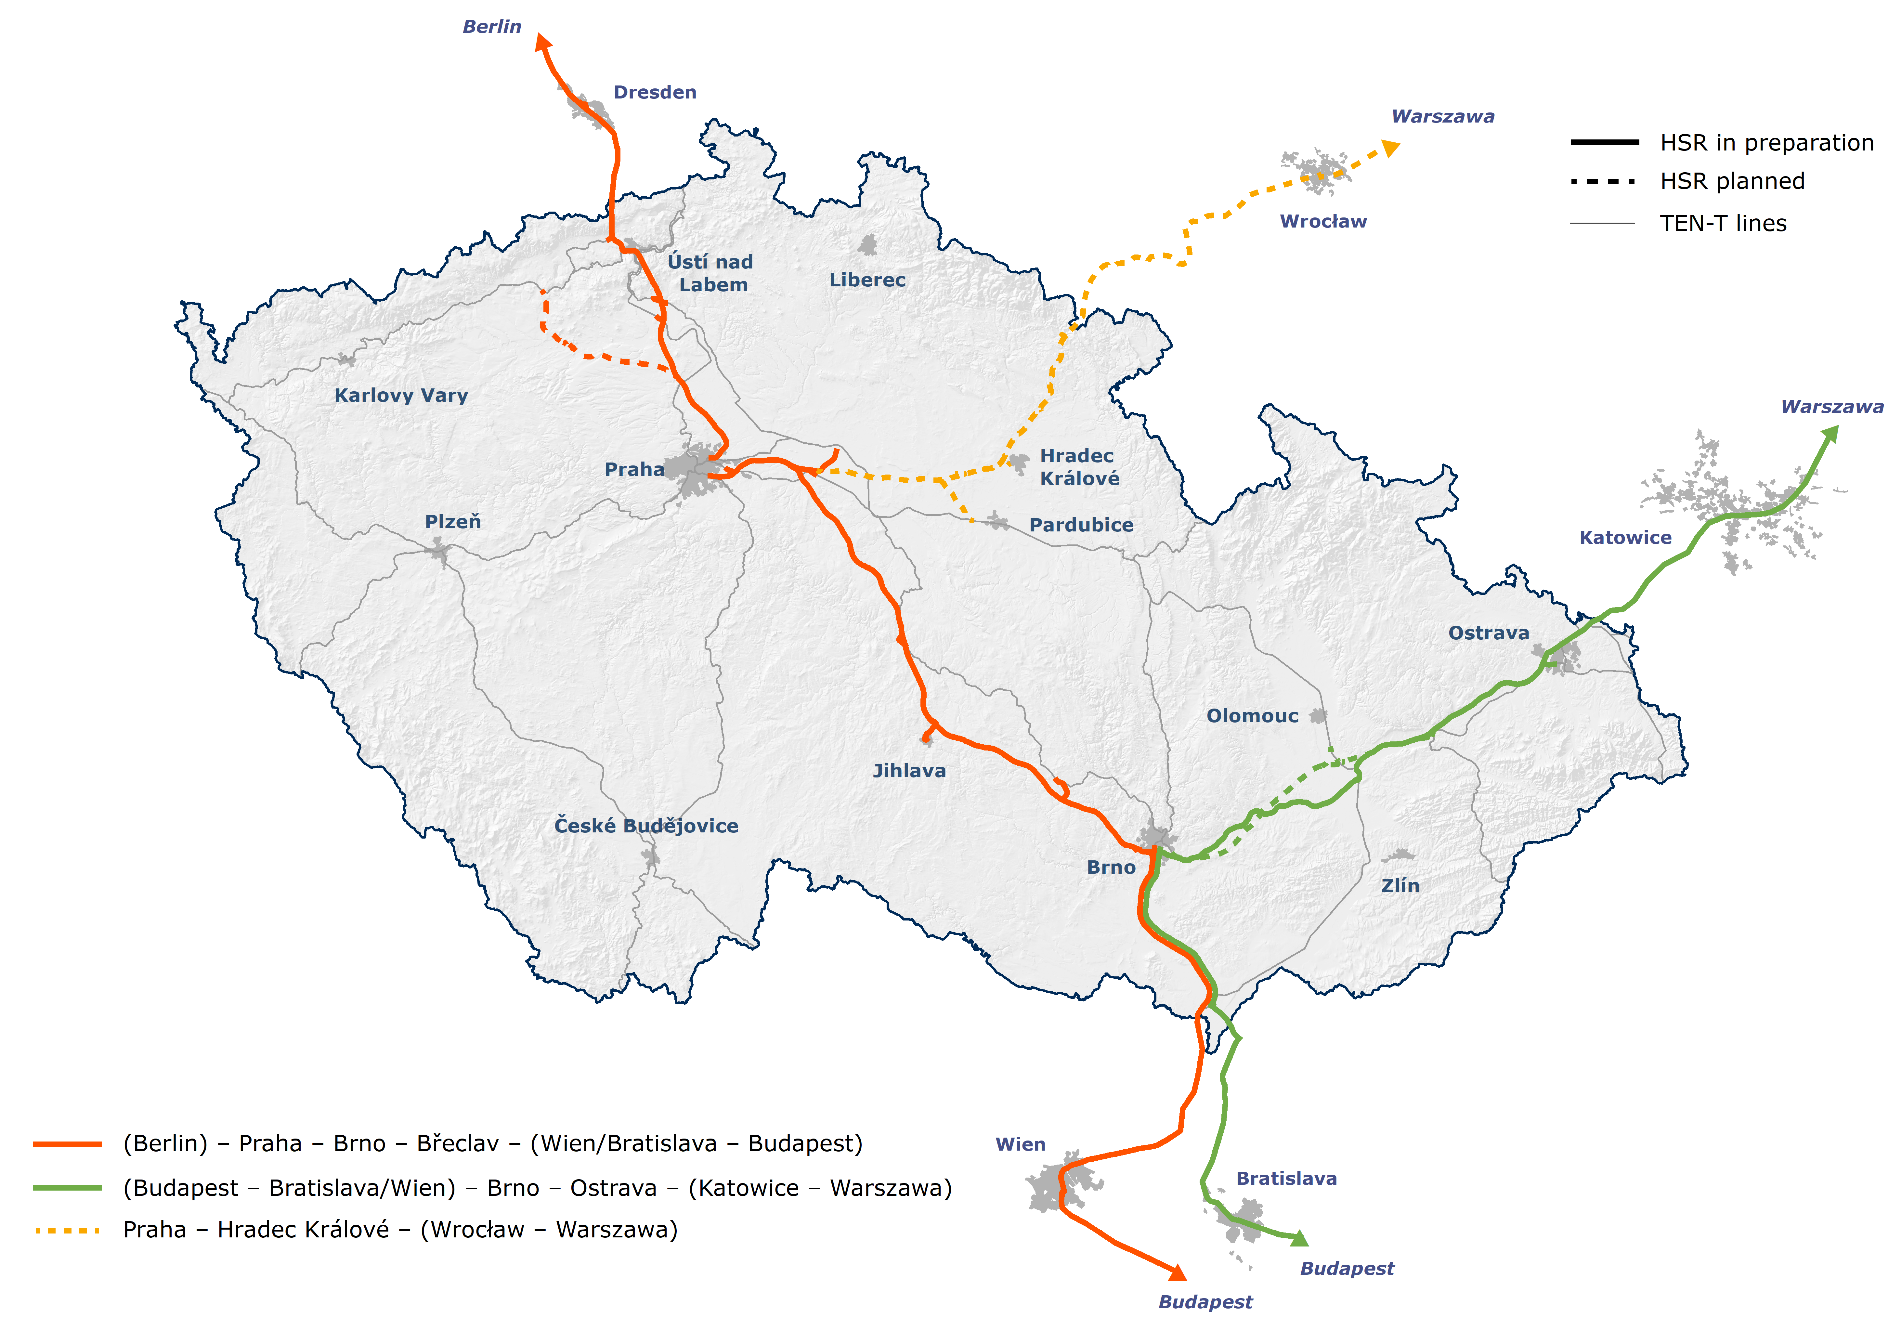 Berlin
Dresden
Warszawa
HSR in preparation
HSR planned
TEN-T lines
Wrocław
Ústí nad
Labem
Liberec
Karlovy Vary
Warszawa
Hradec
Králové
Praha
Plzeň
Pardubice
Katowice
Ostrava
Olomouc
Jihlava
České Budějovice
Brno
Zlín
(Berlin) – Praha – Brno – Břeclav – (Wien/Bratislava – Budapest)
(Budapest – Bratislava/Wien) – Brno – Ostrava – (Katowice – Warszawa)
Praha – Hradec Králové – (Wrocław – Warszawa)
Wien
Bratislava
Budapest
Budapest